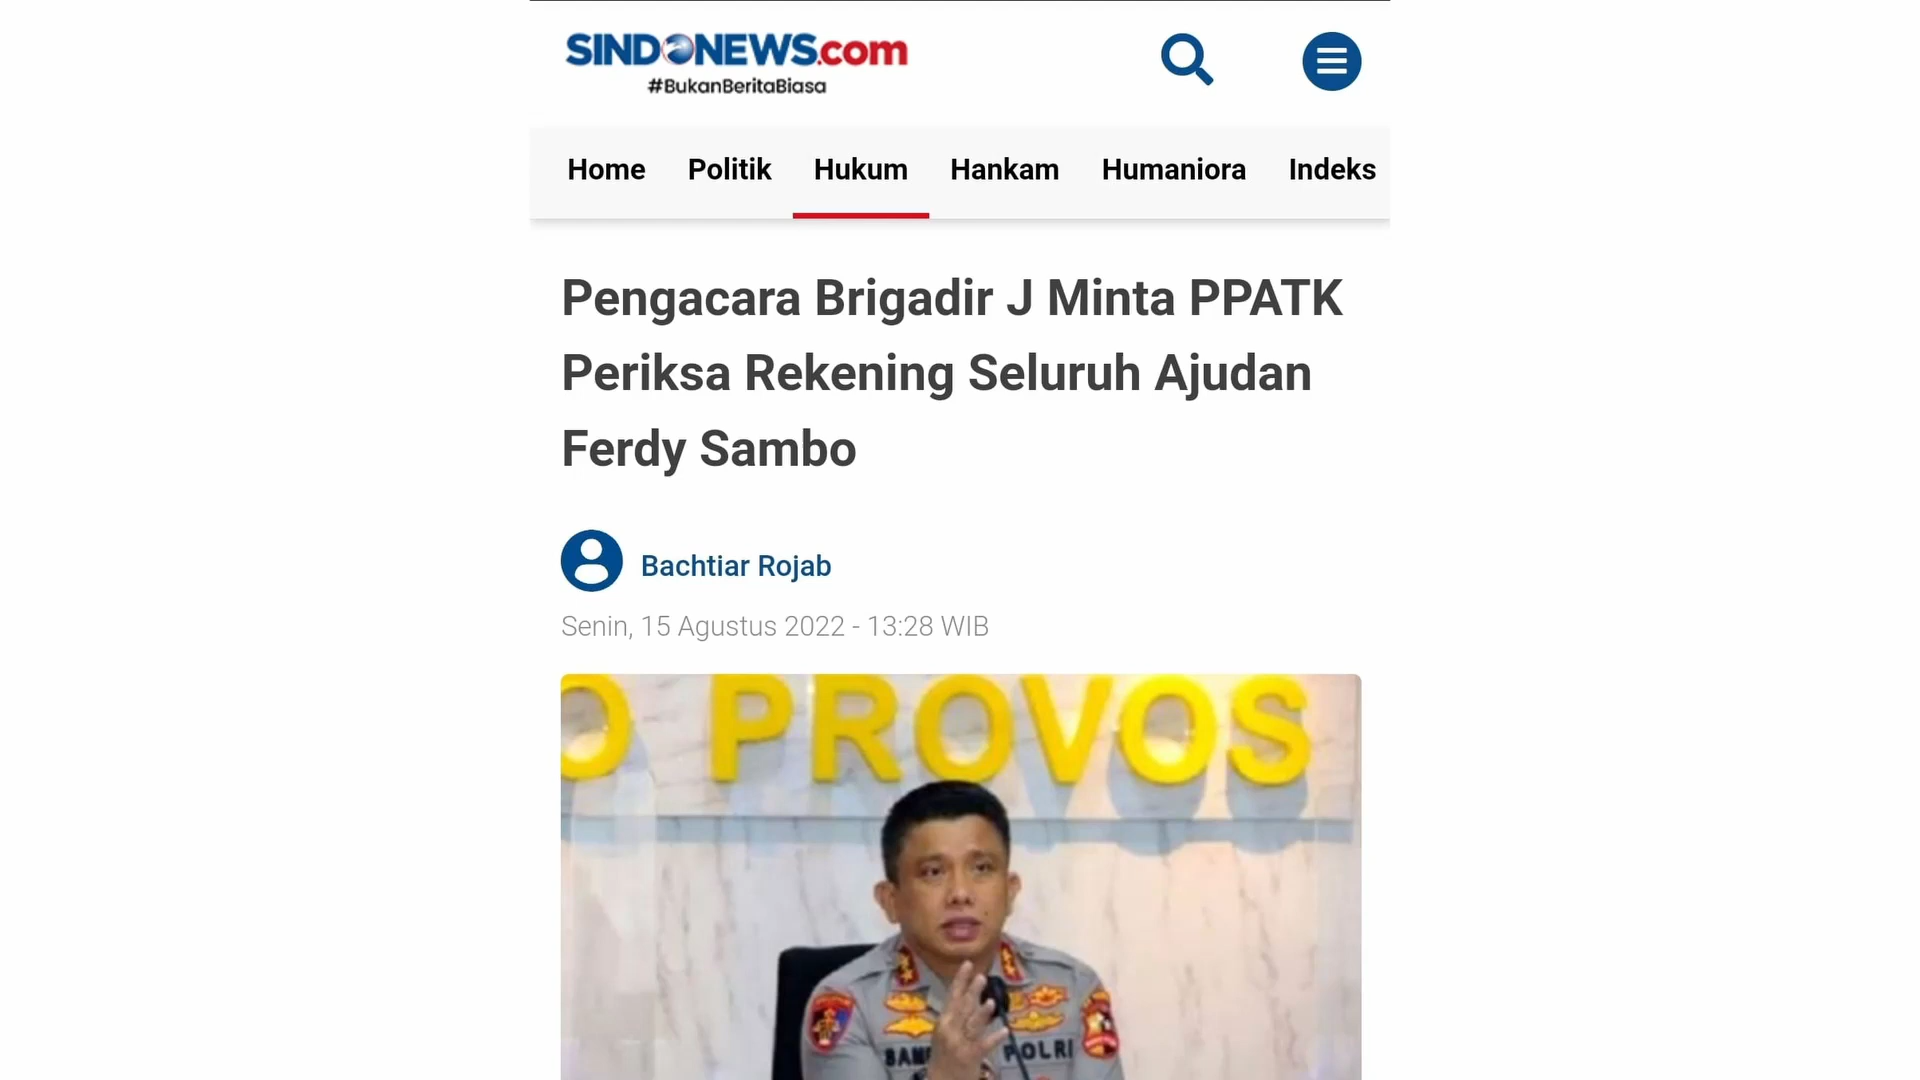 SINDONEWS.com
#BukanBeritaBiasa
Home Politik Hukum Hankam Humaniora Indeks
Pengacara Brigadir J Minta PPATK
Periksa Rekening Seluruh Ajudan
Ferdy Sambo
Bachtiar Rojab
Senin, 15 Agustus 2022 - 13:28 WIB
O PROVOS
POLRI